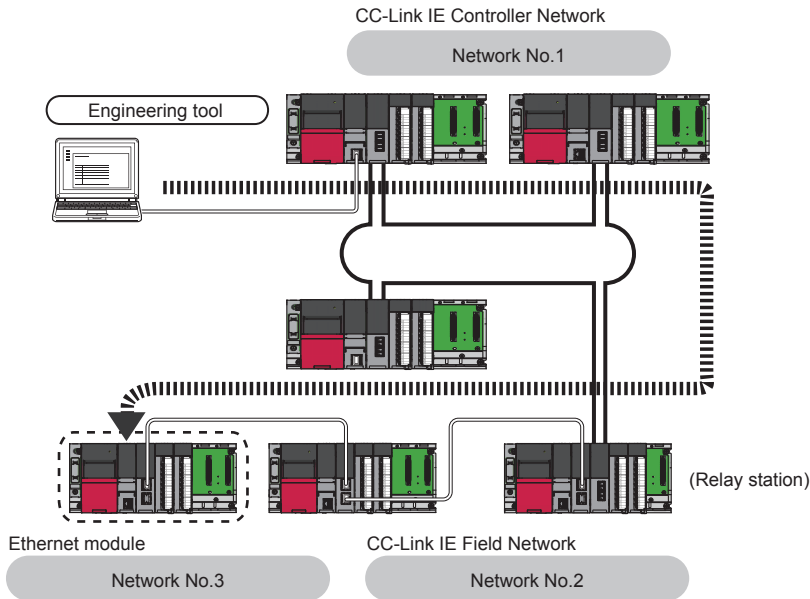 CC-Link IE Controller Network
Network No.1
Engineering tool
(Relay station)
Ethernet module
CC-Link IE Field Network
Network No.3
Network No.2